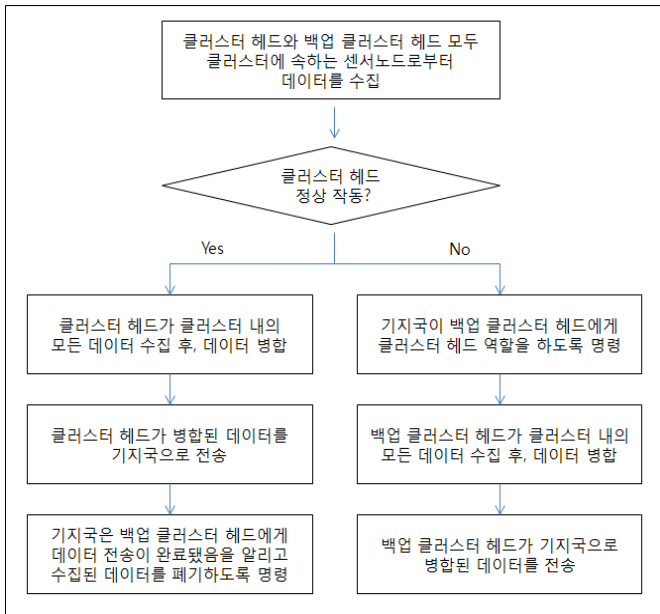 클러스터 헤드와 백업 클러스터 헤드 모두
클러스터에 속하는 센서노드로부터
데이터를 수집
클러스터 헤드
정상 작동?
Yes
No
클러스터 헤드가 클러스터 내의
모든 데이터 수집 후, 데이터 병합
기지국이 백업 클러스터 헤드에게
클러스터 헤드 역할을 하도록 명령
클러스터 헤드가 병합된 데이터를
기지국으로 전송
백업 클러스터 헤드가 클러스터 내의
모든 데이터 수집 후, 데이터 병합
기지국은 백업 클러스터 헤드에게
데이터 전송이 완료됐음을 알리고
수집된 데이터를 폐기하도록 명령
백업 클러스터 헤드가 기지국으로
병합된 데이터를 전송